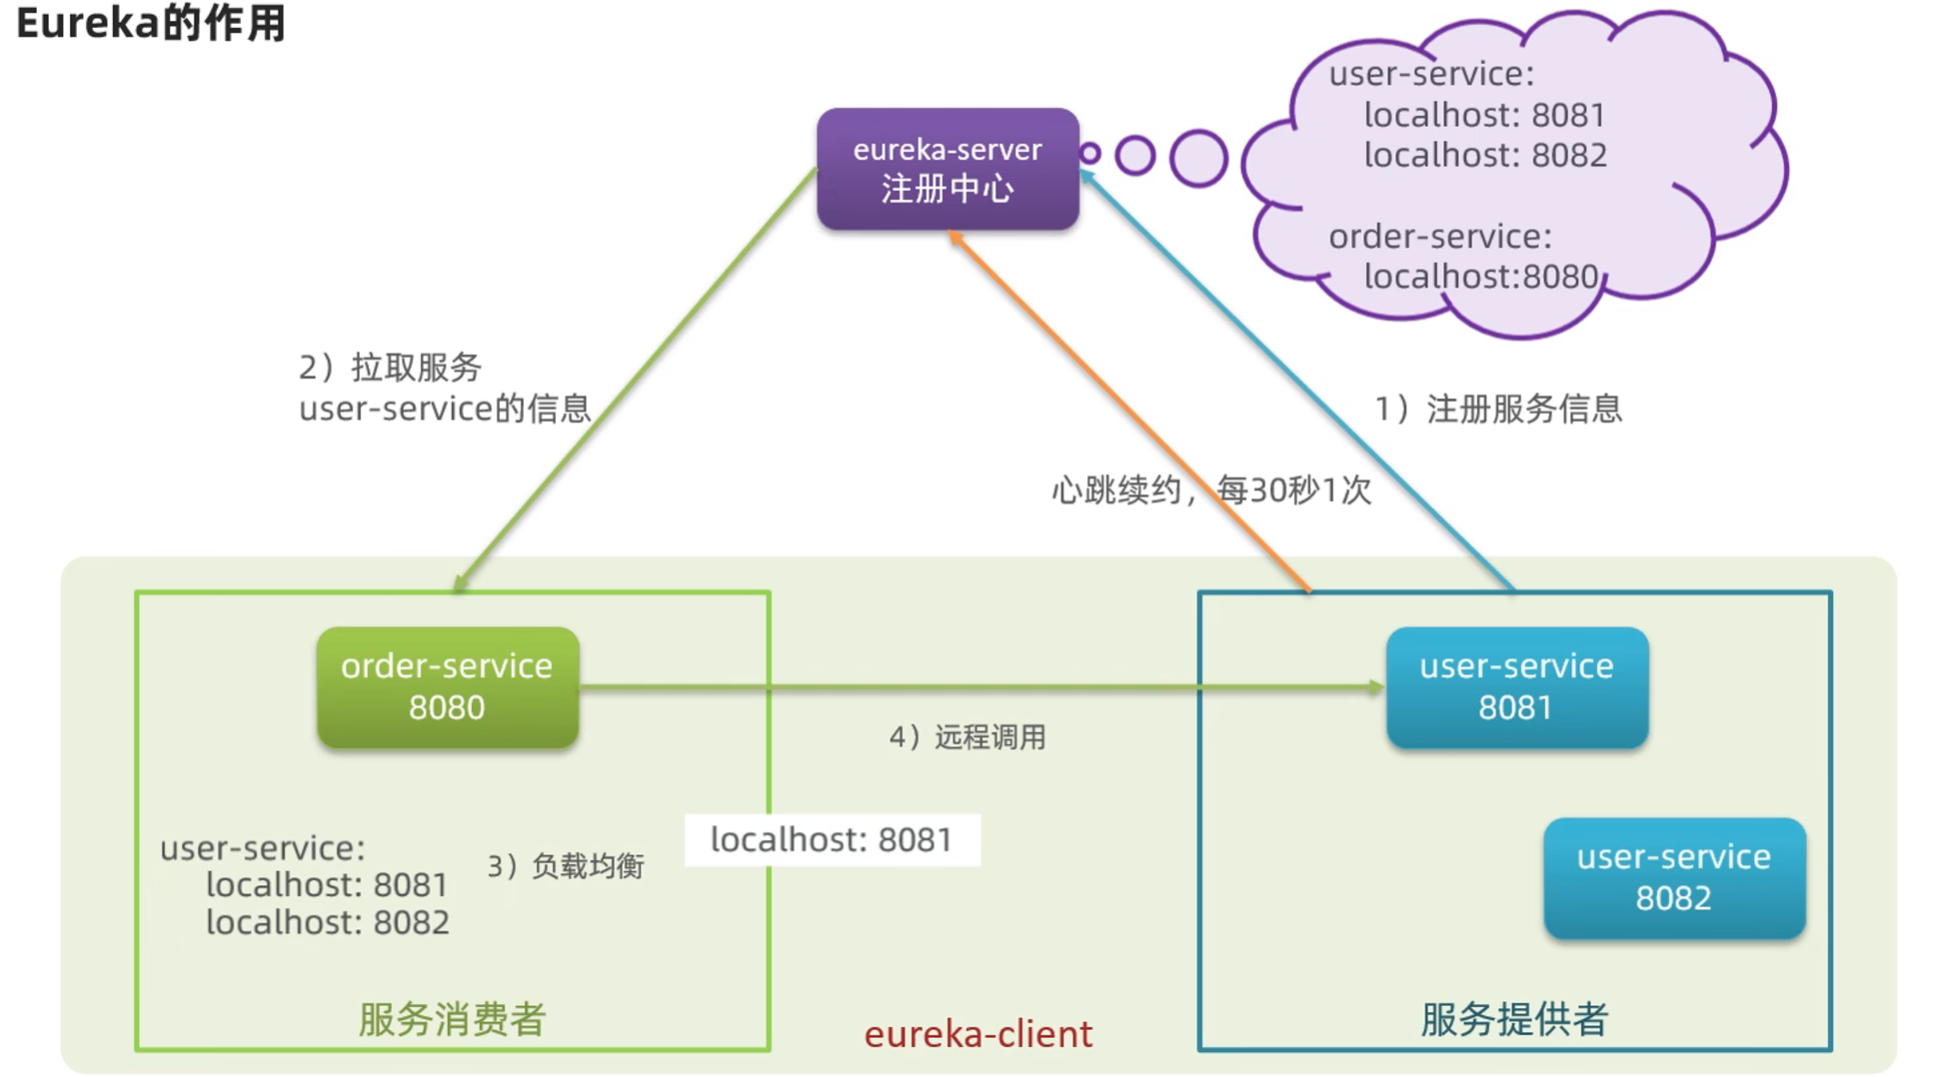 Eureka的作用
eureka-server
注册中心
user-service:
localhost: 8081
localhost: 8082
order-service:
localhost:8080
2）拉取服务
user-service的信息
1）注册服务信息
心跳续约，每30秒1次
order-service
8080
user-service
8081
4）远程调用
user-service:
localhost: 8081
localhost: 8082
3）负载均衡
localhost: 8081
user-service
8082
服务消费者
eureka-client
服务提供者